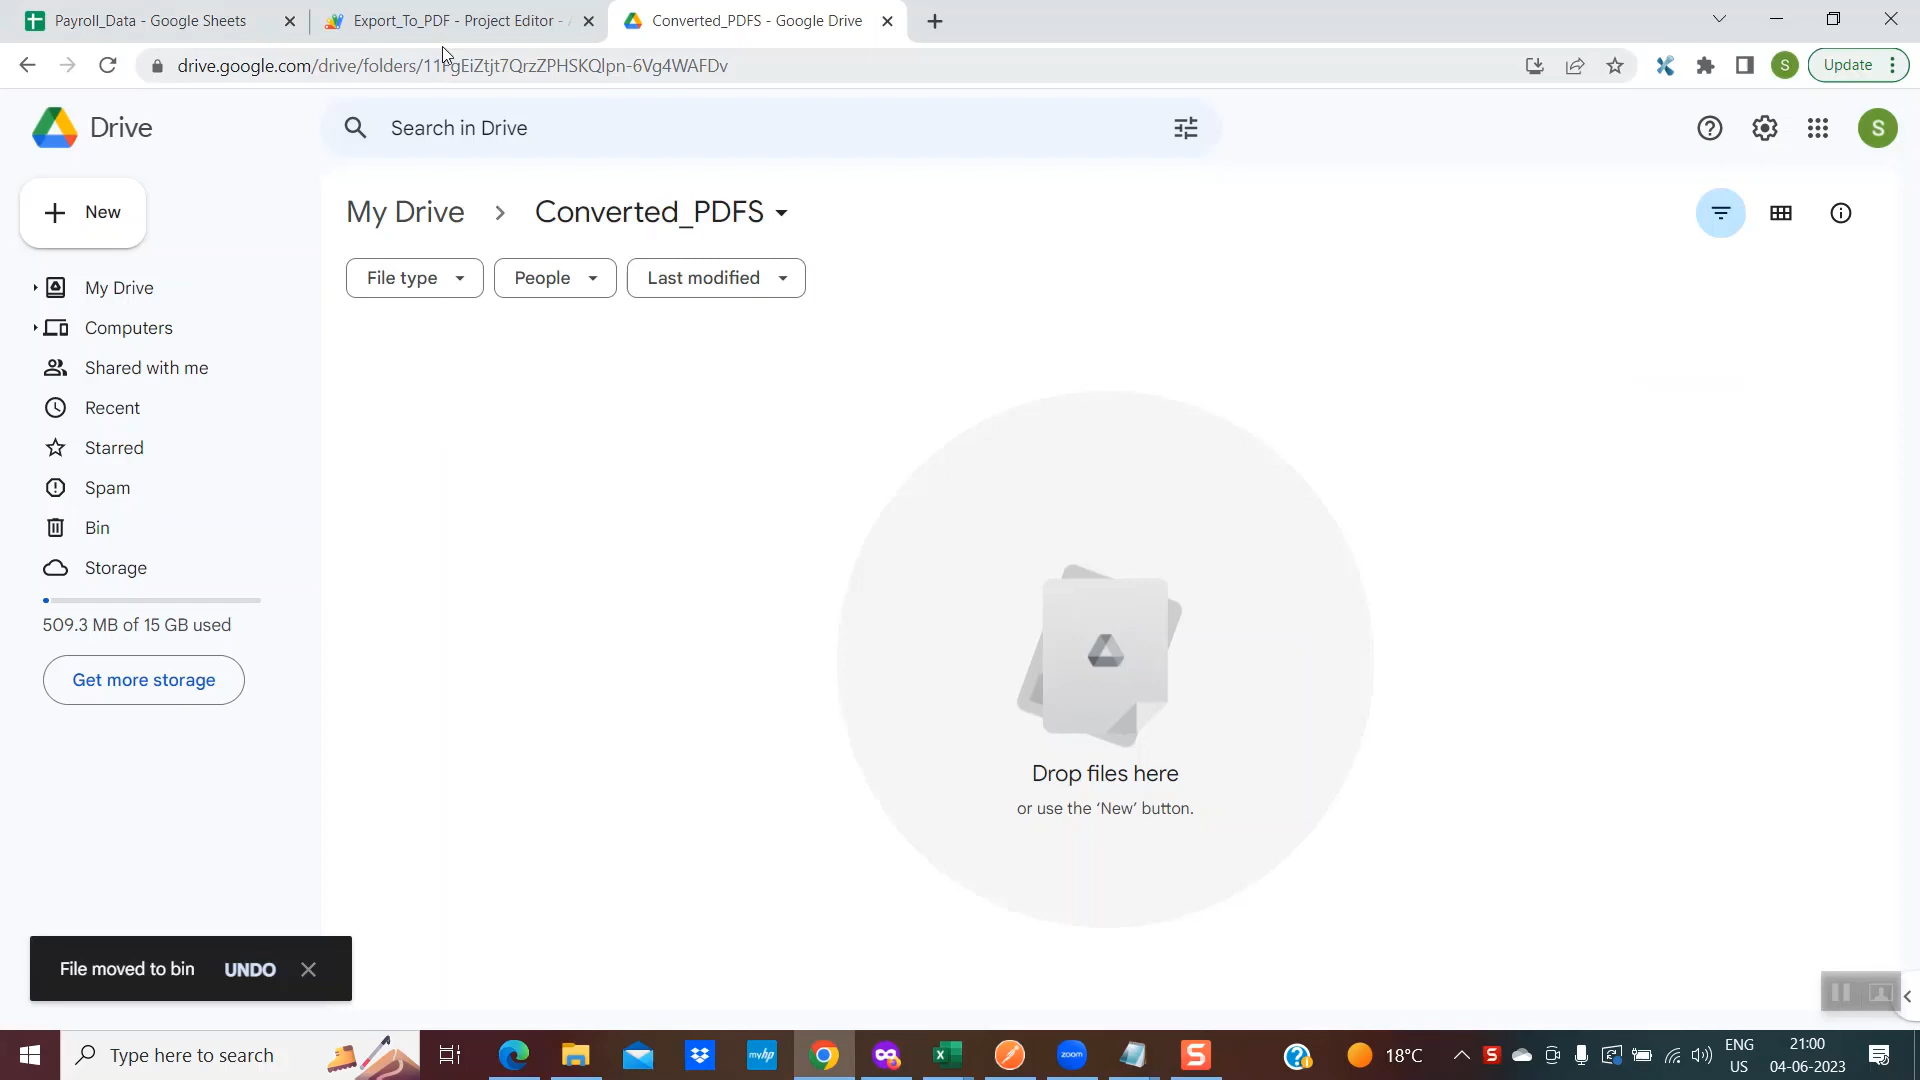 Payroll_Data - Google Sheets
Export_To_PDF - Project Editor -
Converted_PDFS - Google Drive
drive.google.com/drive/folders/11PgEiZtjt7QrzZPHSKQlpn-6Vg4WAFDv
S
Update
Drive
Search in Drive
S
New
My Drive
Converted_PDFS
File type
People
Last modified
My Drive
Computers
Shared with me
Recent
Starred
Spam
Bin
Storage
509.3 MB of 15 GB used
Get more storage
Drop files here
or use the ‘New’ button.
File moved to bin
UNDO
Type here to search
myhp
zoom
S
18°C
S
ENG
US
21:00
04-06-2023